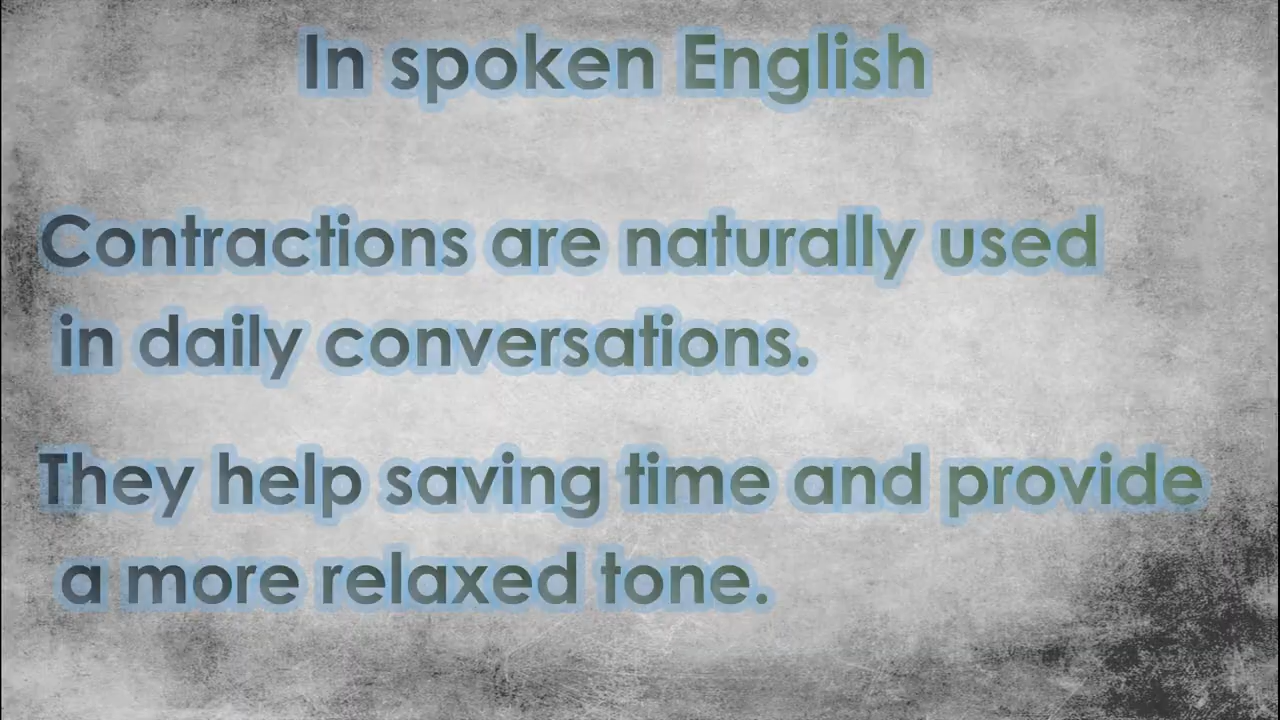 In spoken English
Contractions are naturally used
in daily conversations.
They help saving time and provide
a more relaxed tone.